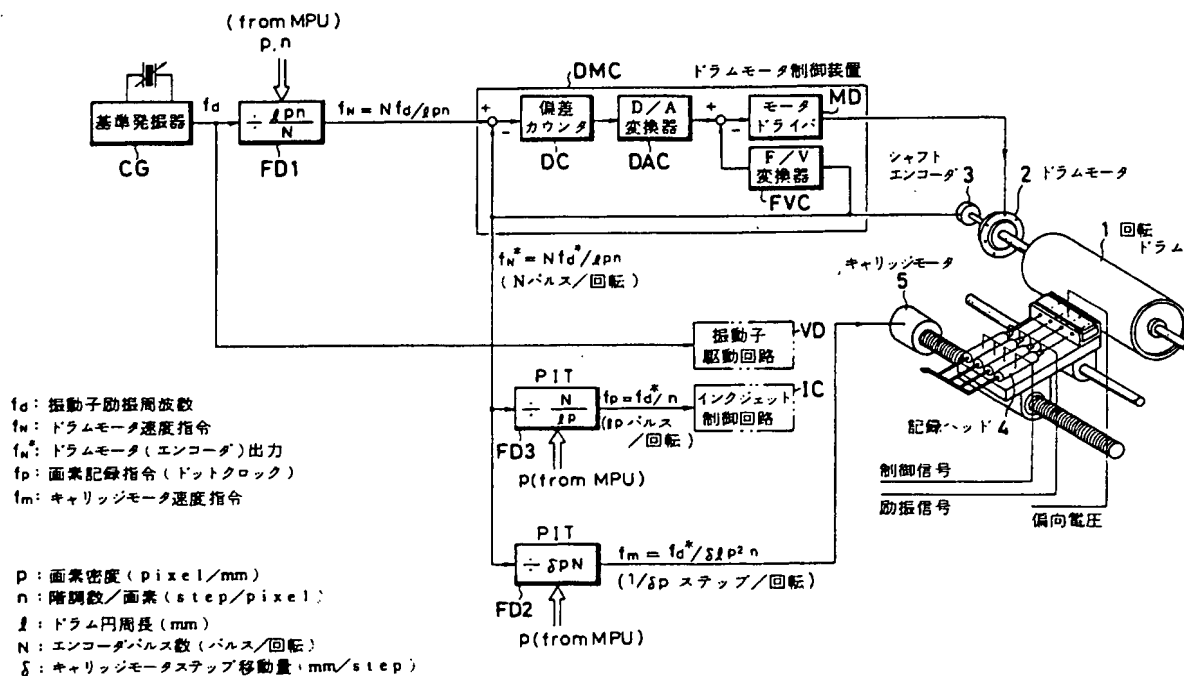 (from MPU)
p,n
DMC
ドラムモータ制御装置
fd
÷ ℓpn/N
fN = N fd/ℓpn
+
-
基準発振器
CG
FD1
偏差
カウンタ
DC
D/A
変換器
DAC
+
-
MD
モータ
ドライバ
F/V
変換器
FVC
シャフト
エンコーダ 3
2 ドラムモータ
1 回転
ドラム
fN* = N fd*/ℓpn
(Nパルス/回転)
キャリッジモータ
5
振動子
駆動回路
VD
PIT
÷ N/ℓp
FD3
fp = fd*/n
(ℓp パルス
/回転)
インクジェット
制御回路
IC
p(from MPU)
記録ヘッド 4
制御信号
励振信号
偏向電圧
PIT
÷ δpN
FD2
fm = fd*/δℓp²n
(1/δp ステップ/回転)
p(from MPU)
fd: 振動子励振周波数
fN: ドラムモータ速度指令
fN*: ドラムモータ(エンコーダ)出力
fp: 画素記録指令(ドットクロック)
fm: キャリッジモータ速度指令
p: 画素密度(pixel/mm)
n: 階調数/画素(step/pixel)
ℓ: ドラム円周長(mm)
N: エンコーダパルス数(パルス/回転)
δ: キャリッジモータステップ移動量(mm/step)